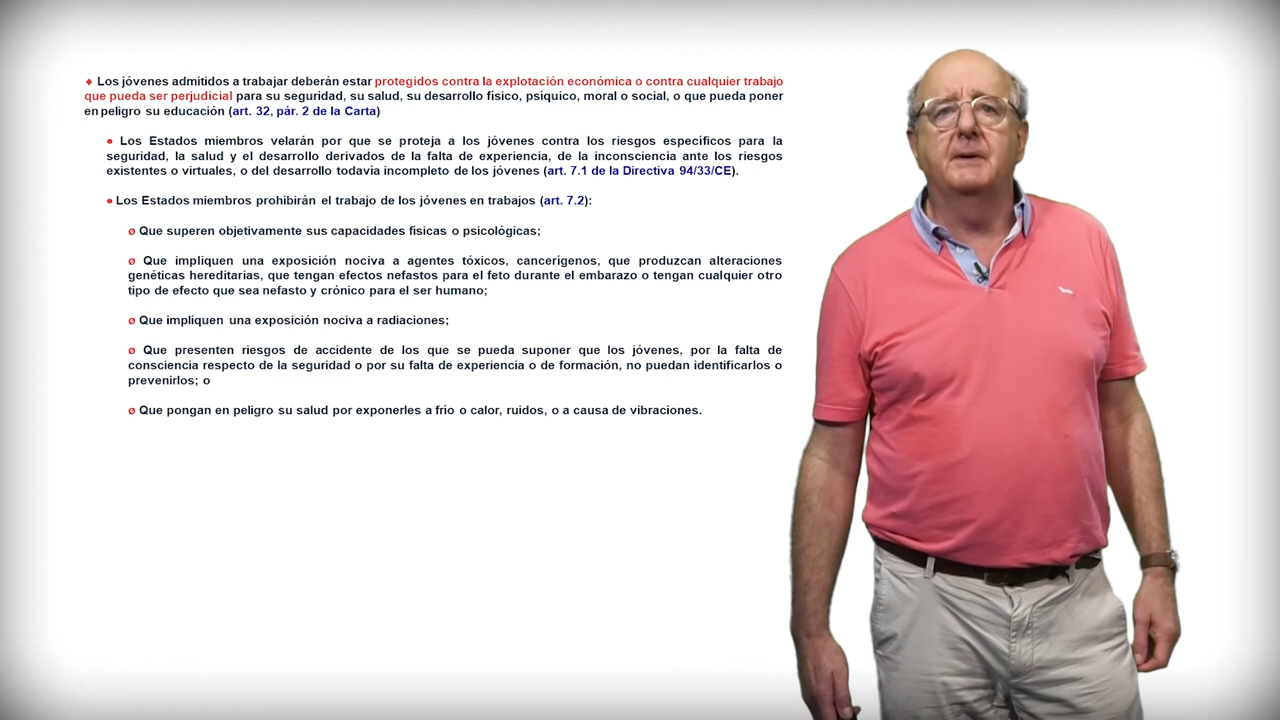 ♦ Los jóvenes admitidos a trabajar deberán estar protegidos contra la explotación económica o contra cualquier trabajo
que pueda ser perjudicial para su seguridad, su salud, su desarrollo físico, psíquico, moral o social, o que pueda poner
en peligro su educación (art. 32, pár. 2 de la Carta)
● Los Estados miembros velarán por que se proteja a los jóvenes contra los riesgos específicos para la
seguridad, la salud y el desarrollo derivados de la falta de experiencia, de la inconsciencia ante los riesgos
existentes o virtuales, o del desarrollo todavía incompleto de los jóvenes (art. 7.1 de la Directiva 94/33/CE).
● Los Estados miembros prohibirán el trabajo de los jóvenes en trabajos (art. 7.2):
ø Que superen objetivamente sus capacidades físicas o psicológicas;
ø Que impliquen una exposición nociva a agentes tóxicos, cancerígenos, que produzcan alteraciones
genéticas hereditarias, que tengan efectos nefastos para el feto durante el embarazo o tengan cualquier otro
tipo de efecto que sea nefasto y crónico para el ser humano;
ø Que impliquen una exposición nociva a radiaciones;
ø Que presenten riesgos de accidente de los que se pueda suponer que los jóvenes, por la falta de
consciencia respecto de la seguridad o por su falta de experiencia o de formación, no puedan identificarlos o
prevenirlos; o
ø Que pongan en peligro su salud por exponerles a frío o calor, ruidos, o a causa de vibraciones.